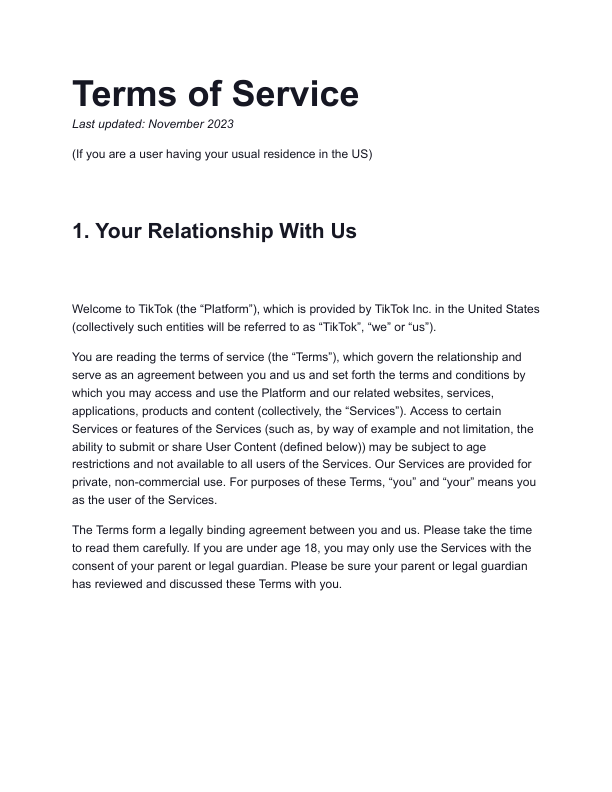 Terms of Service
Last updated: November 2023
(If you are a user having your usual residence in the US)
1. Your Relationship With Us
Welcome to TikTok (the “Platform”), which is provided by TikTok Inc. in the United States
(collectively such entities will be referred to as “TikTok”, “we” or “us”).
You are reading the terms of service (the “Terms”), which govern the relationship and
serve as an agreement between you and us and set forth the terms and conditions by
which you may access and use the Platform and our related websites, services,
applications, products and content (collectively, the “Services”). Access to certain
Services or features of the Services (such as, by way of example and not limitation, the
ability to submit or share User Content (defined below)) may be subject to age
restrictions and not available to all users of the Services. Our Services are provided for
private, non-commercial use. For purposes of these Terms, “you” and “your” means you
as the user of the Services.
The Terms form a legally binding agreement between you and us. Please take the time
to read them carefully. If you are under age 18, you may only use the Services with the
consent of your parent or legal guardian. Please be sure your parent or legal guardian
has reviewed and discussed these Terms with you.